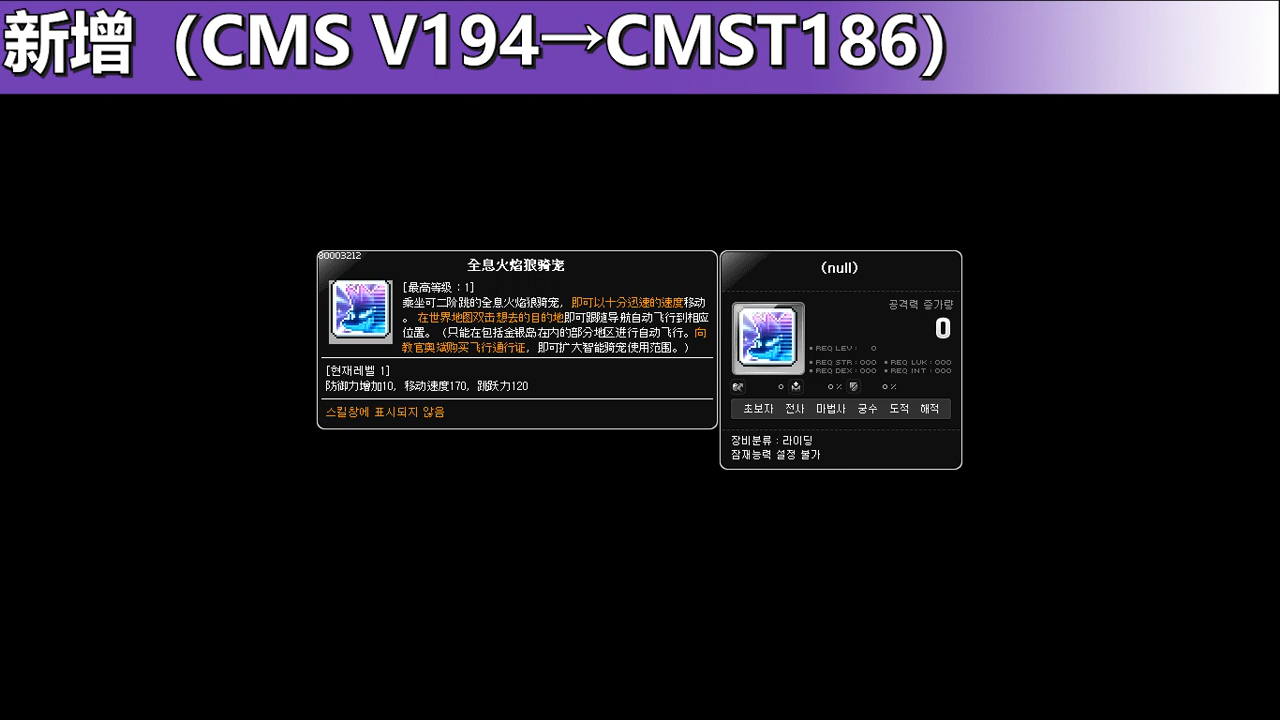 新增（CMS V194→CMST186）
80003212
全息火焰狼骑宠
[最高等级 : 1]
乘坐可二阶跳的全息火焰狼骑宠，即可以十分迅速的速度移动
。在世界地图双击想去的目的地即可跟随导航自动飞行到相应
位置。（只能在包括金银岛在内的部分地区进行自动飞行。向
教官奥斌购买飞行通行证，即可扩大智能骑宠使用范围。）
[현재레벨 1]
防御力增加10，移动速度170，跳跃力120
스킬창에 표시되지 않음
(null)
공격력 증가량
0
REQ LEV : 0
REQ STR : 000 REQ LUK : 000
REQ DEX : 000 REQ INT : 000
0 0 % 0 %
초보자 전사 마법사 궁수 도적 해적
장비분류 : 라이딩
잠재능력 설정 불가